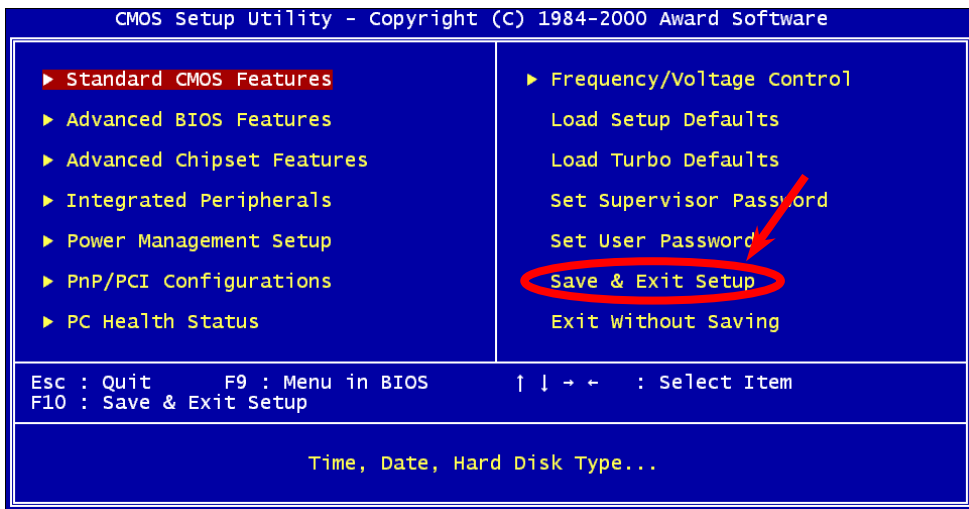 CMOS Setup Utility - Copyright (C) 1984-2000 Award Software
▶ Standard CMOS Features
▶ Advanced BIOS Features
▶ Advanced Chipset Features
▶ Integrated Peripherals
▶ Power Management Setup
▶ PnP/PCI Configurations
▶ PC Health Status
▶ Frequency/Voltage Control
Load Setup Defaults
Load Turbo Defaults
Set Supervisor Password
Set User Password
Save & Exit Setup
Exit Without Saving
Esc : Quit F9 : Menu in BIOS ↑ ↓ → ← : Select Item
F10 : Save & Exit Setup
Time, Date, Hard Disk Type...